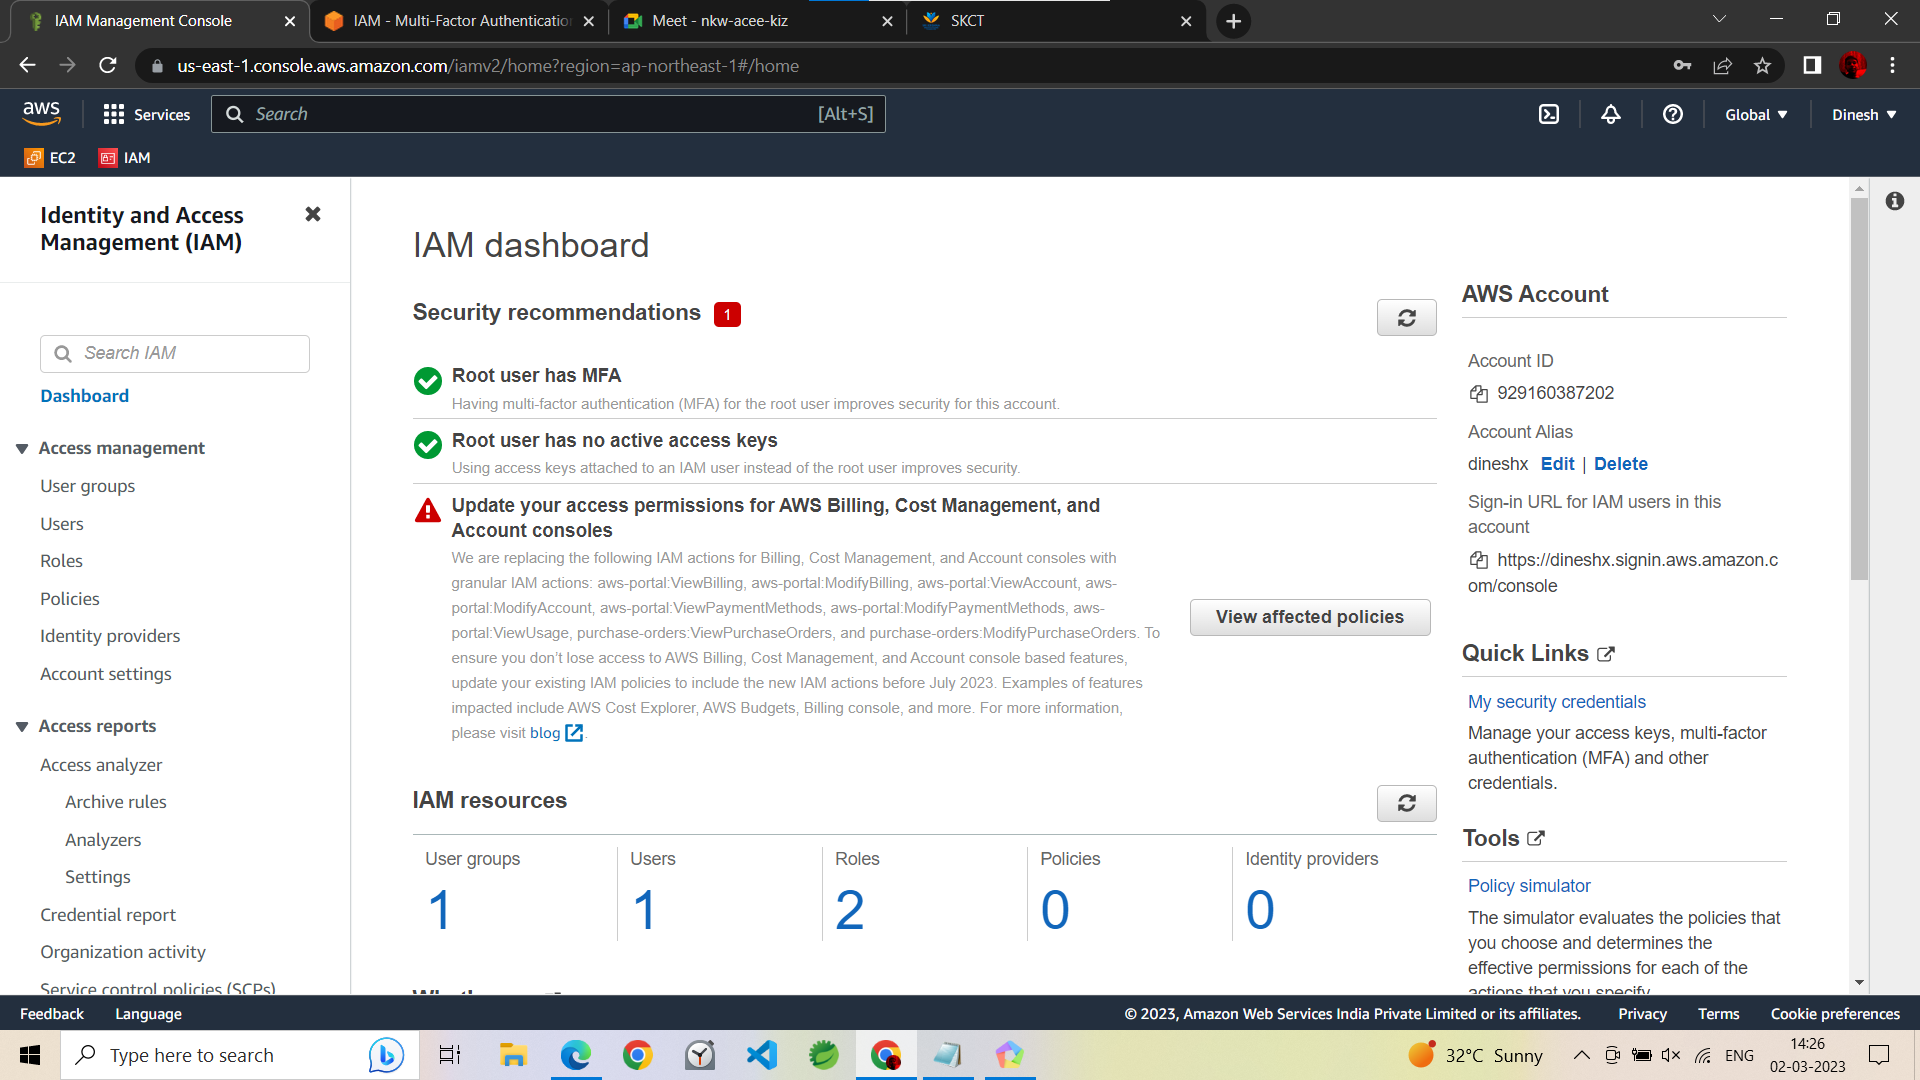 IAM Management Console
IAM - Multi-Factor Authentication
Meet - nkw-acee-kiz
SKCT
us-east-1.console.aws.amazon.com/iamv2/home?region=ap-northeast-1#/home
aws
Services
Search
[Alt+S]
Global
Dinesh
EC2
IAM
Identity and Access
Management (IAM)
Search IAM
Dashboard
Access management
User groups
Users
Roles
Policies
Identity providers
Account settings
Access reports
Access analyzer
Archive rules
Analyzers
Settings
Credential report
Organization activity
Service control policies (SCPs)
IAM dashboard
Security recommendations 1
Root user has MFA
Having multi-factor authentication (MFA) for the root user improves security for this account.
Root user has no active access keys
Using access keys attached to an IAM user instead of the root user improves security.
Update your access permissions for AWS Billing, Cost Management, and
Account consoles
We are replacing the following IAM actions for Billing, Cost Management, and Account consoles with
granular IAM actions: aws-portal:ViewBilling, aws-portal:ModifyBilling, aws-portal:ViewAccount, aws-
portal:ModifyAccount, aws-portal:ViewPaymentMethods, aws-portal:ModifyPaymentMethods, aws-
portal:ViewUsage, purchase-orders:ViewPurchaseOrders, and purchase-orders:ModifyPurchaseOrders. To
ensure you don’t lose access to AWS Billing, Cost Management, and Account console based features,
update your existing IAM policies to include the new IAM actions before July 2023. Examples of features
impacted include AWS Cost Explorer, AWS Budgets, Billing console, and more. For more information,
please visit blog .
View affected policies
IAM resources
User groups
1
Users
1
Roles
2
Policies
0
Identity providers
0
AWS Account
Account ID
929160387202
Account Alias
dineshx Edit | Delete
Sign-in URL for IAM users in this
account
https://dineshx.signin.aws.amazon.c
om/console
Quick Links
My security credentials
Manage your access keys, multi-factor
authentication (MFA) and other
credentials.
Tools
Policy simulator
The simulator evaluates the policies that
you choose and determines the
effective permissions for each of the
actions that you specify.
Feedback
Language
© 2023, Amazon Web Services India Private Limited or its affiliates.
Privacy
Terms
Cookie preferences
Type here to search
32°C Sunny
ENG
14:26
02-03-2023